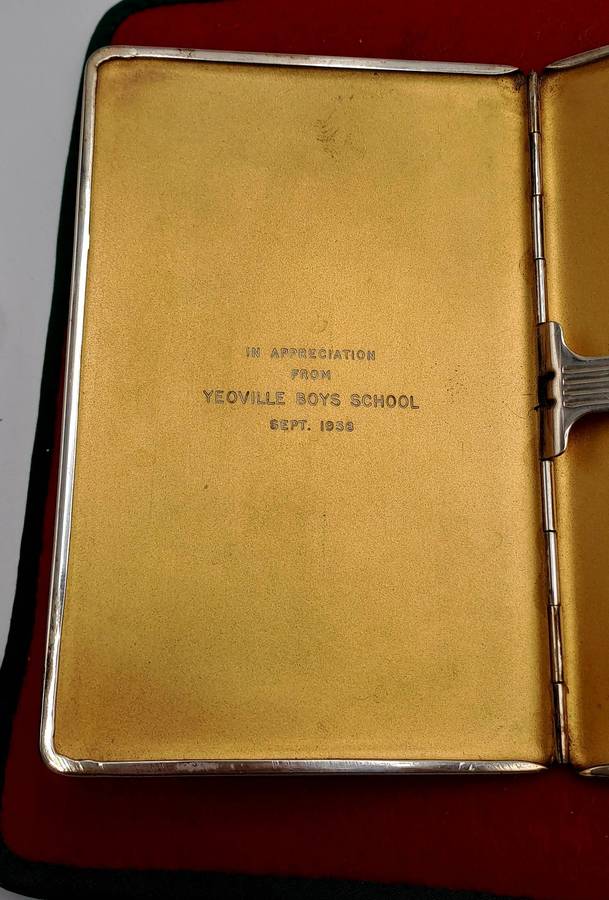 IN APPRECIATION
FROM
YEOVILLE BOYS SCHOOL
SEPT. 1938